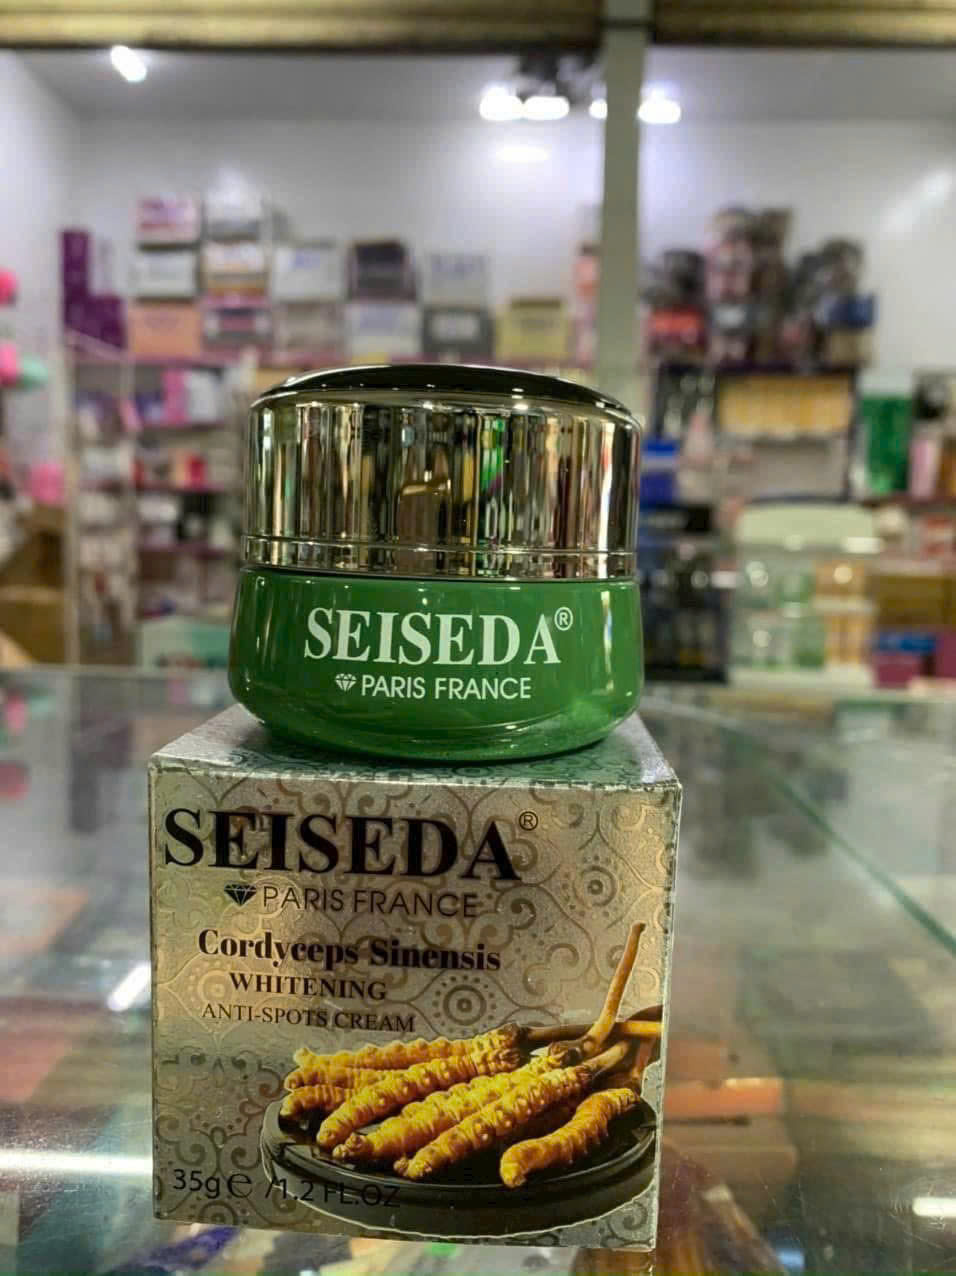 SEISEDA®
PARIS FRANCE
SEISEDA®
PARIS FRANCE
Cordyceps Sinensis
WHITENING
ANTI-SPOTS CREAM
35g℮ /1.2 FL.OZ